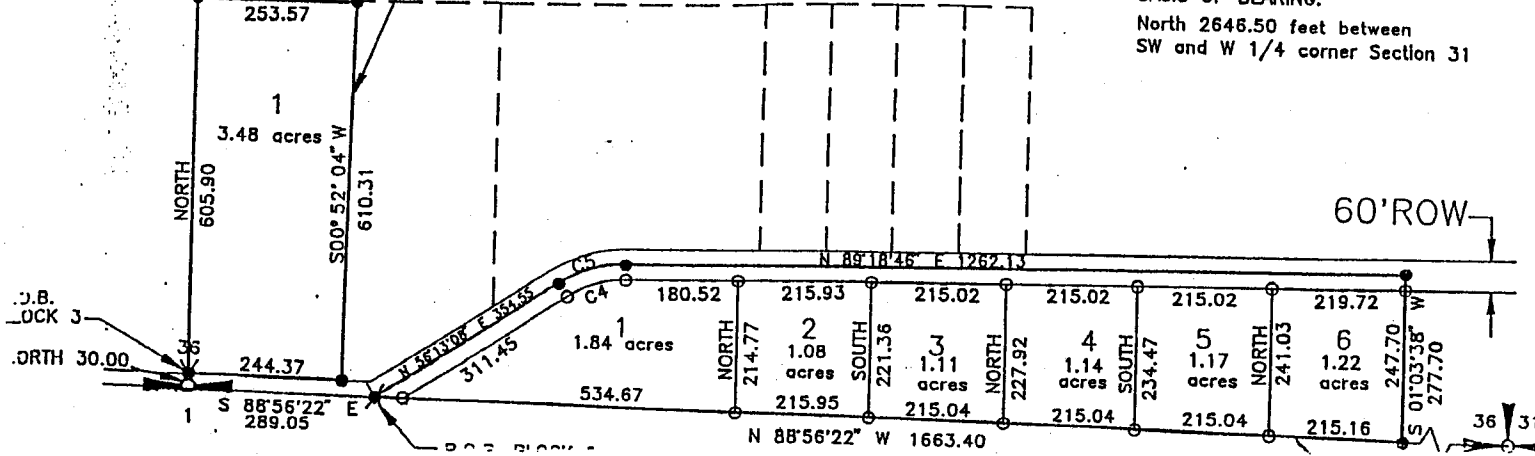 253.57
North 2646.50 feet between
SW and W 1/4 corner Section 31
1
3.48 acres
NORTH
605.90
S00°52'04" W
610.31
60'ROW
C5
N 89°18'46" E 1262.13
C4
180.52
215.93
215.02
215.02
215.02
219.72
N 56°13'08" E 354.55
311.45
1
1.84 acres
NORTH
214.77
2
1.08
acres
SOUTH
221.36
3
1.11
acres
NORTH
227.92
4
1.14
acres
SOUTH
234.47
5
1.17
acres
NORTH
241.03
6
1.22
acres
247.70
S 01°03'38" W
277.70
.O.B.
OCK 3
36
ORTH 30.00
244.37
1
S 88°56'22" E
289.05
534.67
215.95
215.04
215.04
215.04
215.16
N 88°56'22" W 1663.40
36
31